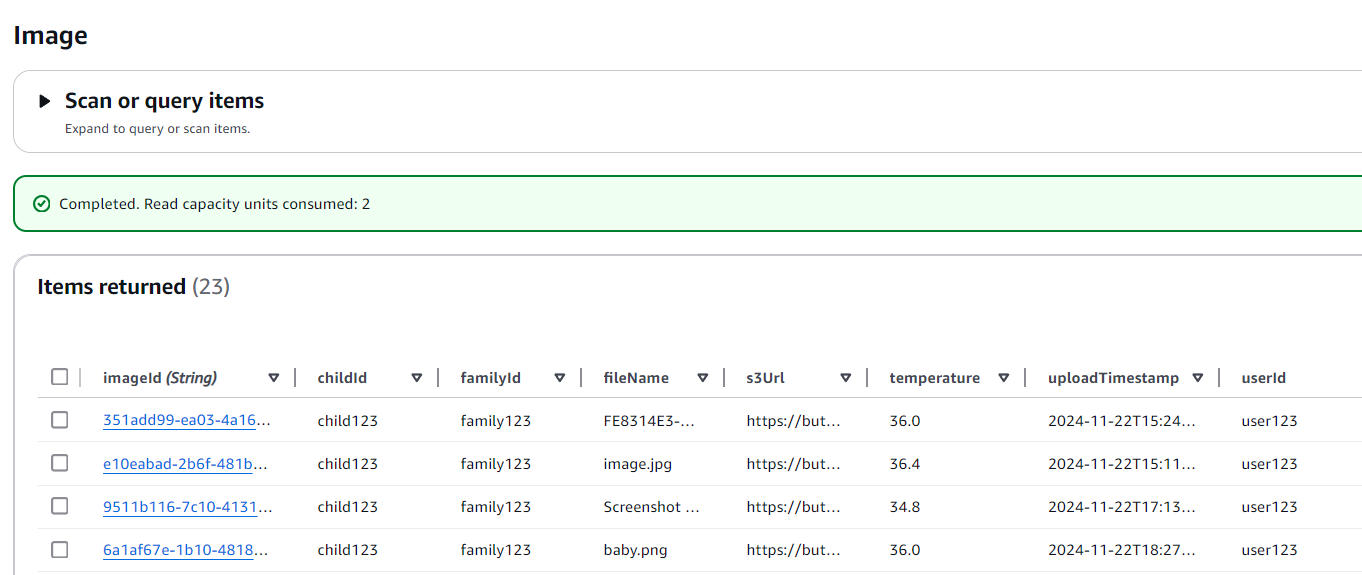 Image
Scan or query items
Expand to query or scan items.
Completed. Read capacity units consumed: 2
Items returned (23)
imageId (String) childId familyId fileName s3Url temperature uploadTimestamp userId
351add99-ea03-4a16... child123 family123 FE8314E3-... https://but... 36.0 2024-11-22T15:24... user123
e10eabad-2b6f-481b... child123 family123 image.jpg https://but... 36.4 2024-11-22T15:11... user123
9511b116-7c10-4131... child123 family123 Screenshot ... https://but... 34.8 2024-11-22T17:13... user123
6a1af67e-1b10-4818... child123 family123 baby.png https://but... 36.0 2024-11-22T18:27... user123